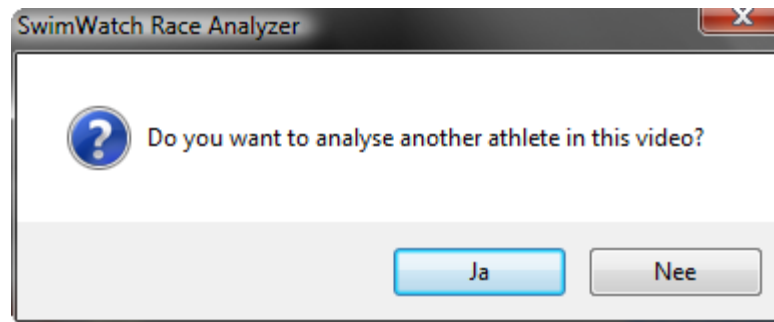 SwimWatch Race Analyzer
Do you want to analyse another athlete in this video?
Ja
Nee